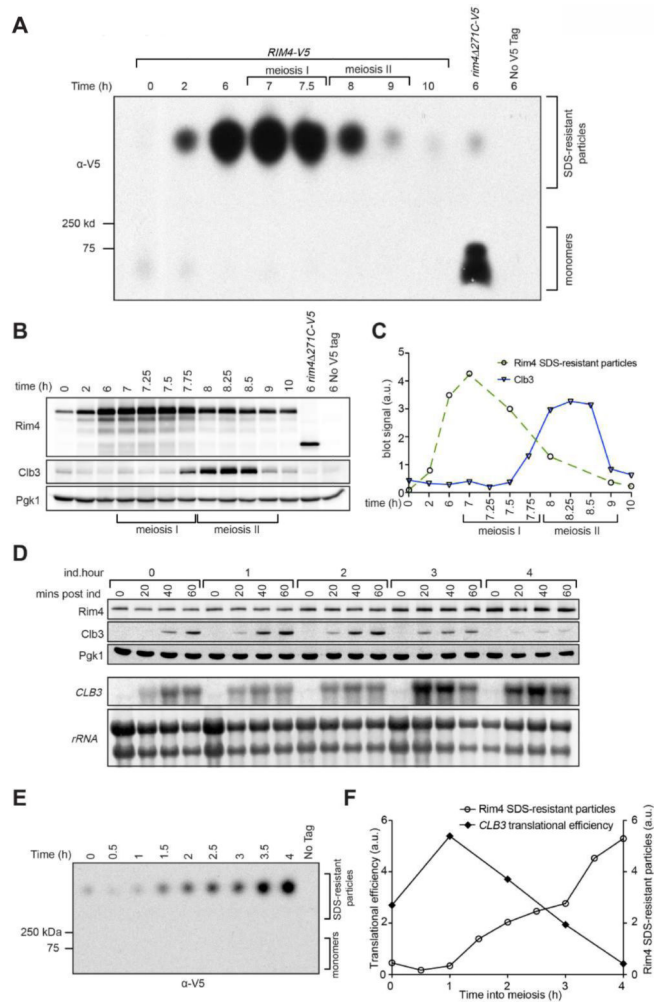 A
RIM4-V5
rim4Δ271C-V5
No V5 Tag
meiosis I meiosis II
Time (h) 0 2 6 7 7.5 8 9 10 6 6
α-V5
250 kd
75
SDS-resistant particles
monomers
B
time (h) 0 2 6 7 7.25 7.5 7.75 8 8.25 8.5 9 10 6 rim4Δ271C-V5 6 No V5 tag
Rim4
Clb3
Pgk1
meiosis I meiosis II
C
Rim4 SDS-resistant particles
Clb3
blot signal (a.u.)
5
4
3
2
1
0
time (h) 0 2 6 7 7.25 7.5 7.75 8 8.25 8.5 9 10
meiosis I meiosis II
D
ind.hour 0 1 2 3 4
mins post ind 0 20 40 60 0 20 40 60 0 20 40 60 0 20 40 60 0 20 40 60
Rim4
Clb3
Pgk1
CLB3
rRNA
E
Time (h) 0 0.5 1 1.5 2 2.5 3 3.5 4 No Tag
250 kDa
75
SDS-resistant particles
monomers
α-V5
F
Rim4 SDS-resistant particles
CLB3 translational efficiency
Translational efficiency (a.u.)
6
4
2
0
Rim4 SDS-resistant particles (a.u.)
6
4
2
0
0 1 2 3 4
Time into meiosis (h)